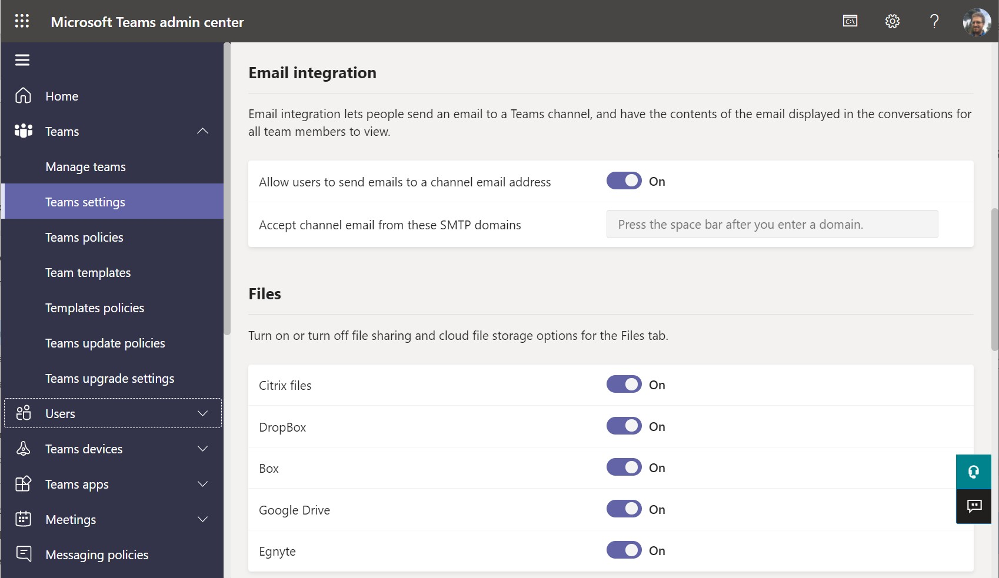 Microsoft Teams admin center
C:\
Home
Teams
Manage teams
Teams settings
Teams policies
Team templates
Templates policies
Teams update policies
Teams upgrade settings
Users
Teams devices
Teams apps
Meetings
Messaging policies
Email integration
Email integration lets people send an email to a Teams channel, and have the contents of the email displayed in the conversations for
all team members to view.
Allow users to send emails to a channel email address On
Accept channel email from these SMTP domains Press the space bar after you enter a domain.
Files
Turn on or turn off file sharing and cloud file storage options for the Files tab.
Citrix files On
DropBox On
Box On
Google Drive On
Egnyte On